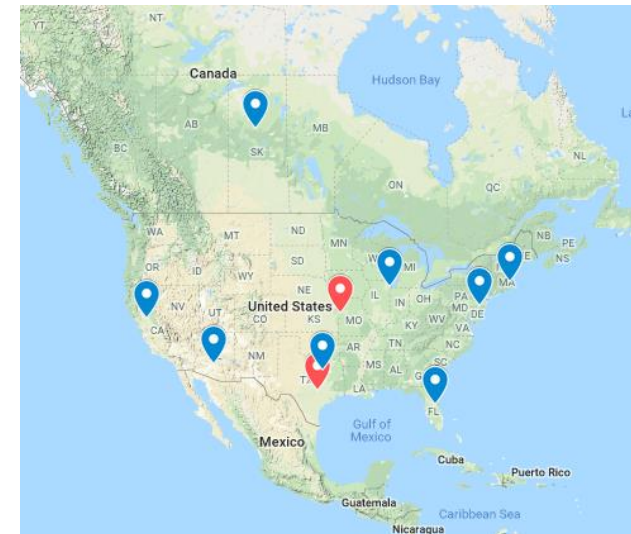 NT
YT
Canada
Hudson Bay
AB
MB
BC
SK
NL
ON
QC
WA
MT
ND
MN
NB
PE
NS
OR
ID
SD
MI
WY
MA
NE
IL
IN
OH
PA
MD
DE
NV
UT
CO
United States
KS
MO
WV
VA
CA
KY
NC
TN
NM
AR
SC
MS
AL
LA
FL
Gulf of
Mexico
Mexico
Cuba
Puerto Rico
Guatemala
Caribbean Sea
Nicaragua